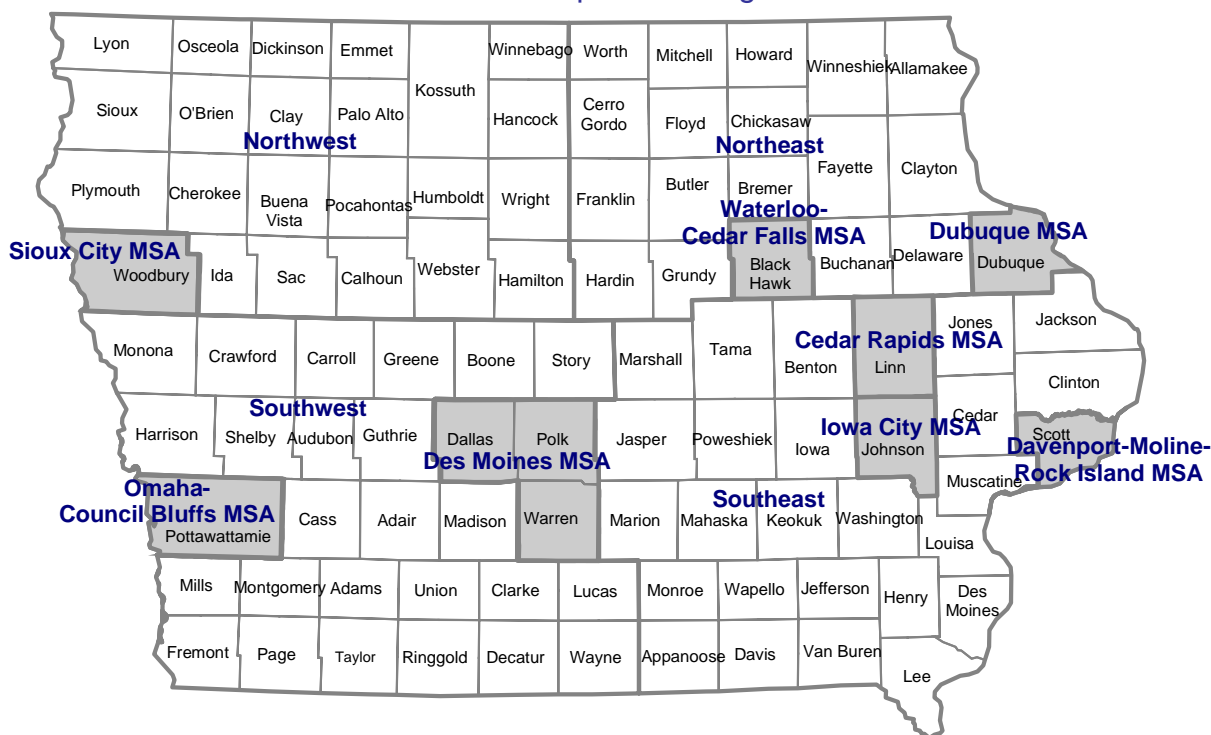 Lyon
Osceola
Dickinson
Emmet
Kossuth
Winnebago
Worth
Mitchell
Howard
Winneshiek
Allamakee
Sioux
O'Brien
Clay
Palo Alto
Hancock
Cerro
Gordo
Floyd
Chickasaw
Northwest
Northeast
Fayette
Clayton
Plymouth
Cherokee
Buena
Vista
Pocahontas
Humboldt
Wright
Franklin
Butler
Bremer
Waterloo-
Cedar Falls MSA
Black
Hawk
Sioux City MSA
Woodbury
Ida
Sac
Calhoun
Webster
Hamilton
Hardin
Grundy
Buchanan
Delaware
Dubuque MSA
Dubuque
Monona
Crawford
Carroll
Greene
Boone
Story
Marshall
Tama
Benton
Cedar Rapids MSA
Linn
Jones
Jackson
Clinton
Harrison
Southwest
Shelby
Audubon
Guthrie
Dallas
Polk
Des Moines MSA
Jasper
Poweshiek
Iowa
Iowa City MSA
Johnson
Cedar
Scott
Davenport-Moline-
Rock Island MSA
Muscatine
Omaha-
Council Bluffs MSA
Pottawattamie
Cass
Adair
Madison
Warren
Marion
Southeast
Mahaska
Keokuk
Washington
Louisa
Mills
Montgomery
Adams
Union
Clarke
Lucas
Monroe
Wapello
Jefferson
Henry
Des
Moines
Fremont
Page
Taylor
Ringgold
Decatur
Wayne
Appanoose
Davis
Van Buren
Lee